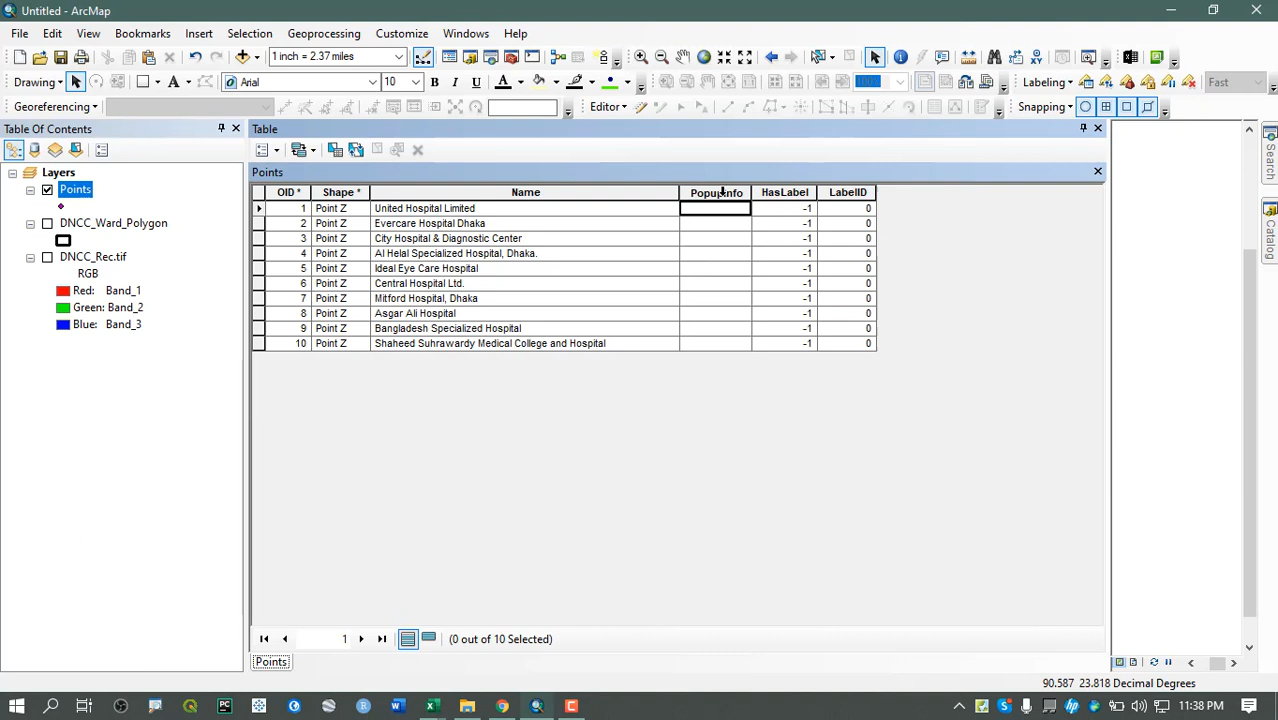 Untitled - ArcMap
File Edit View Bookmarks Insert Selection Geoprocessing Customize Windows Help
1 inch = 2.37 miles
Drawing Arial 10 B I U A Labeling Fast
Georeferencing Editor Snapping
Table Of Contents
Layers
Points
DNCC_Ward_Polygon
DNCC_Rec.tif
RGB
Red: Band_1
Green: Band_2
Blue: Band_3
Table
Points
OID * Shape * Name PopupInfo HasLabel LabelID
1 Point Z United Hospital Limited -1 0
2 Point Z Evercare Hospital Dhaka -1 0
3 Point Z City Hospital & Diagnostic Center -1 0
4 Point Z Al Helal Specialized Hospital, Dhaka. -1 0
5 Point Z Ideal Eye Care Hospital -1 0
6 Point Z Central Hospital Ltd. -1 0
7 Point Z Mitford Hospital, Dhaka -1 0
8 Point Z Asgar Ali Hospital -1 0
9 Point Z Bangladesh Specialized Hospital -1 0
10 Point Z Shaheed Suhrawardy Medical College and Hospital -1 0
1 (0 out of 10 Selected)
Points
Search
Catalog
90.587 23.818 Decimal Degrees
11:38 PM